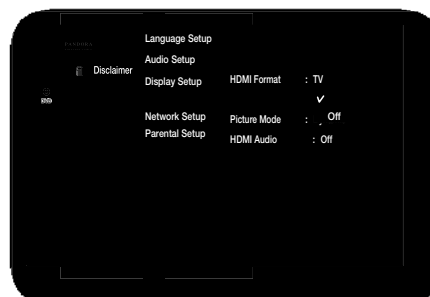 PANDORA
Language Setup
Audio Setup
Disclaimer
Display Setup HDMI Format : TV
Network Setup Picture Mode : Off
Parental Setup HDMI Audio : Off